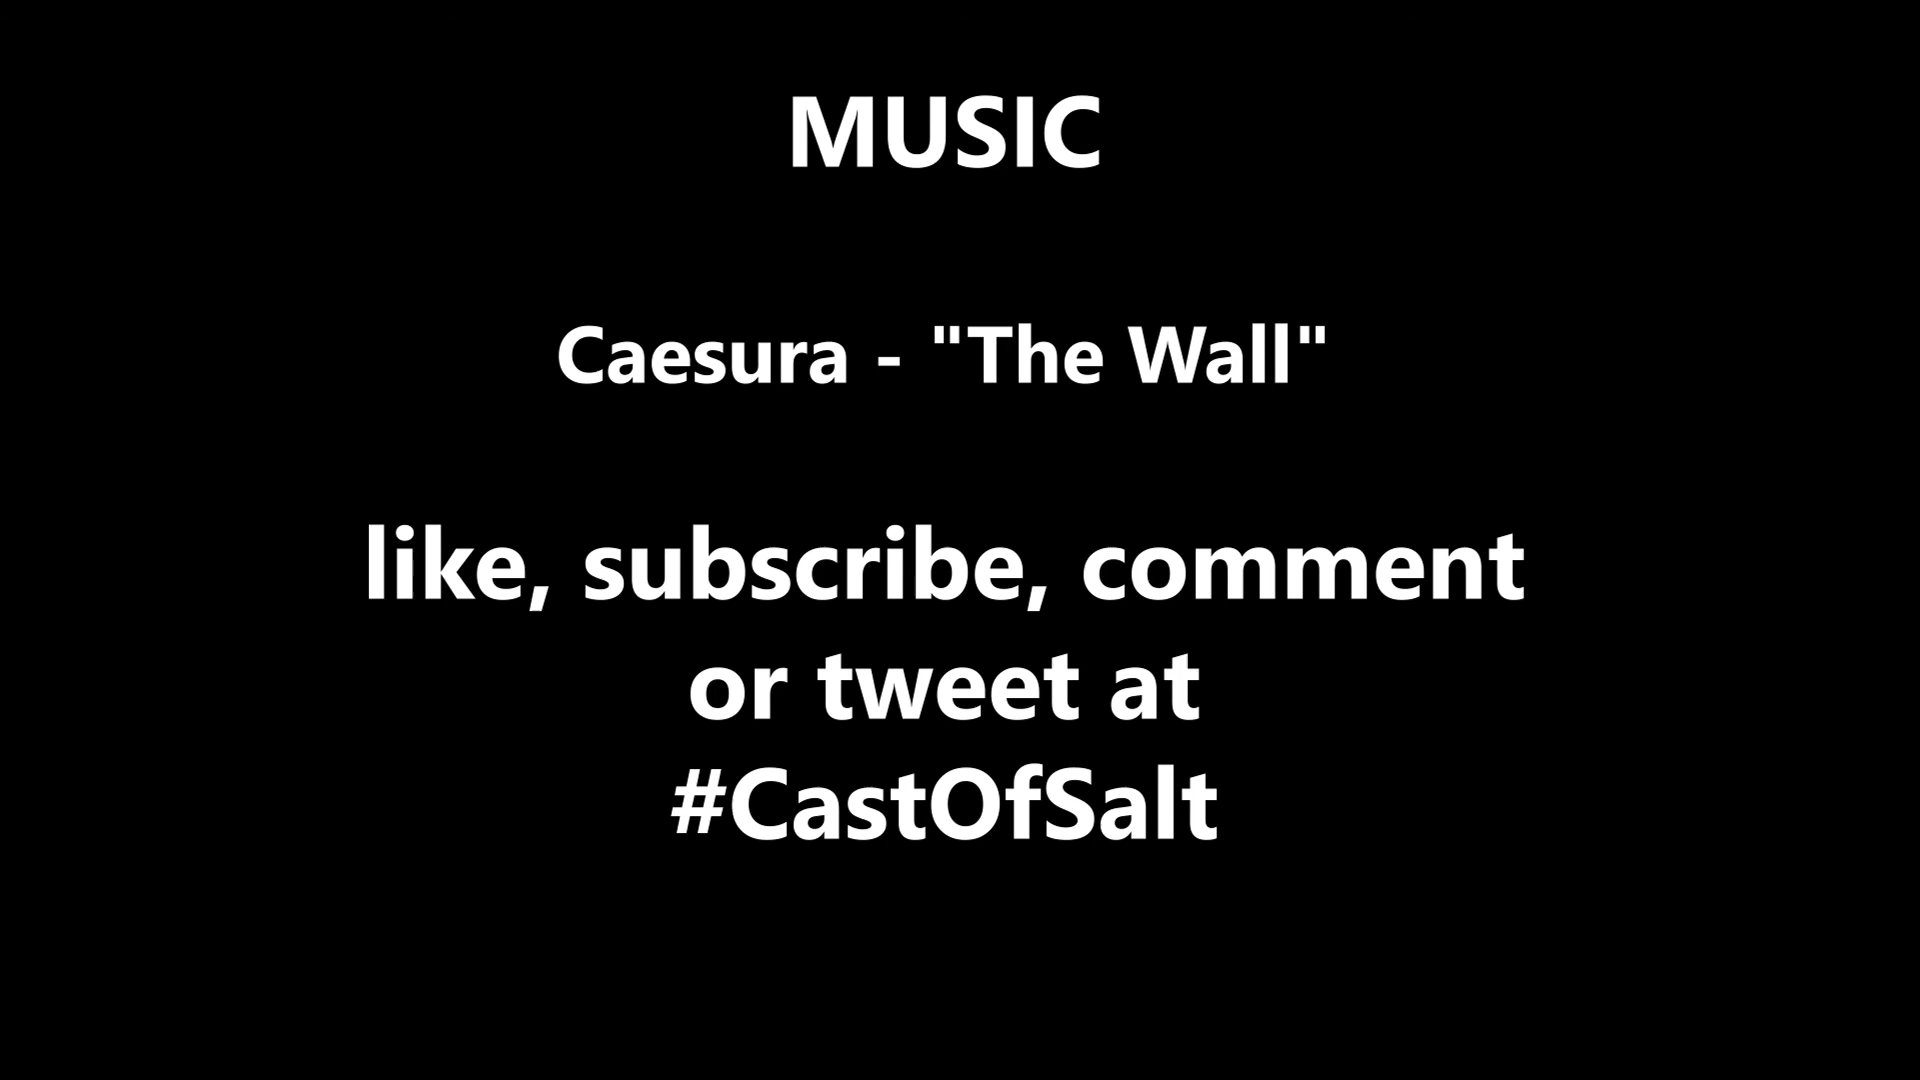 MUSIC
Caesura - "The Wall"
like, subscribe, comment
or tweet at
#CastOfSalt